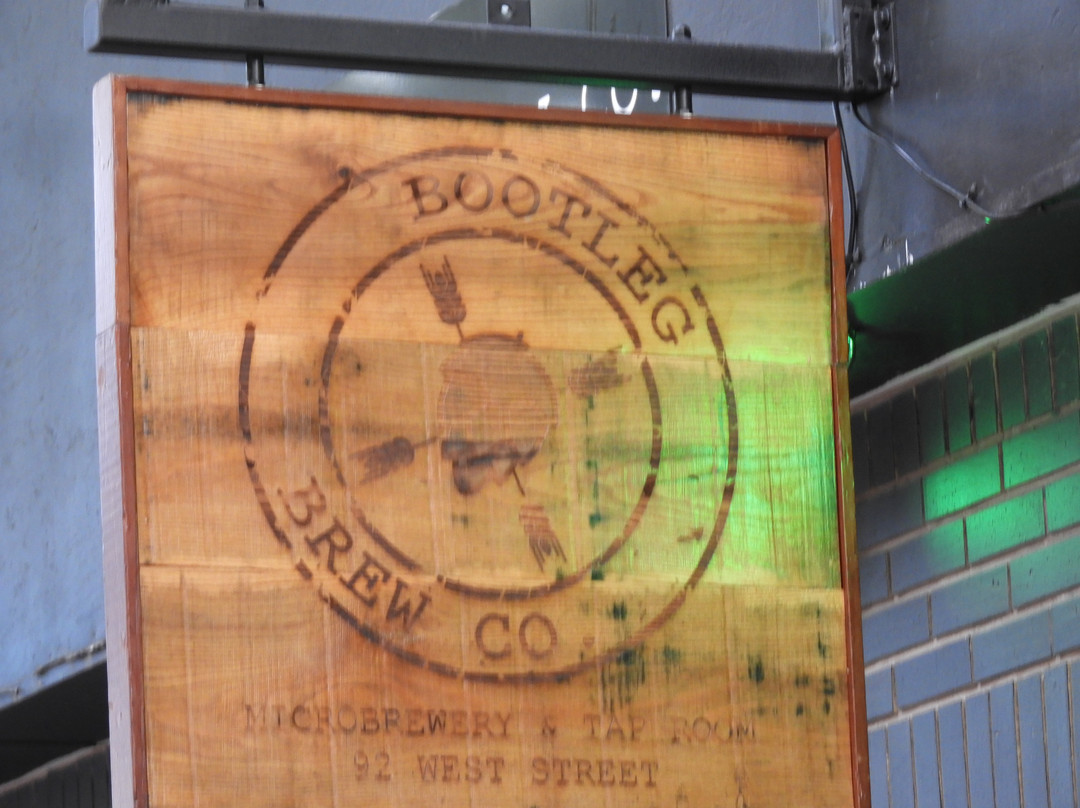 BOOTLEG
BREW CO.
MICROBREWERY & TAP ROOM
92 WEST STREET